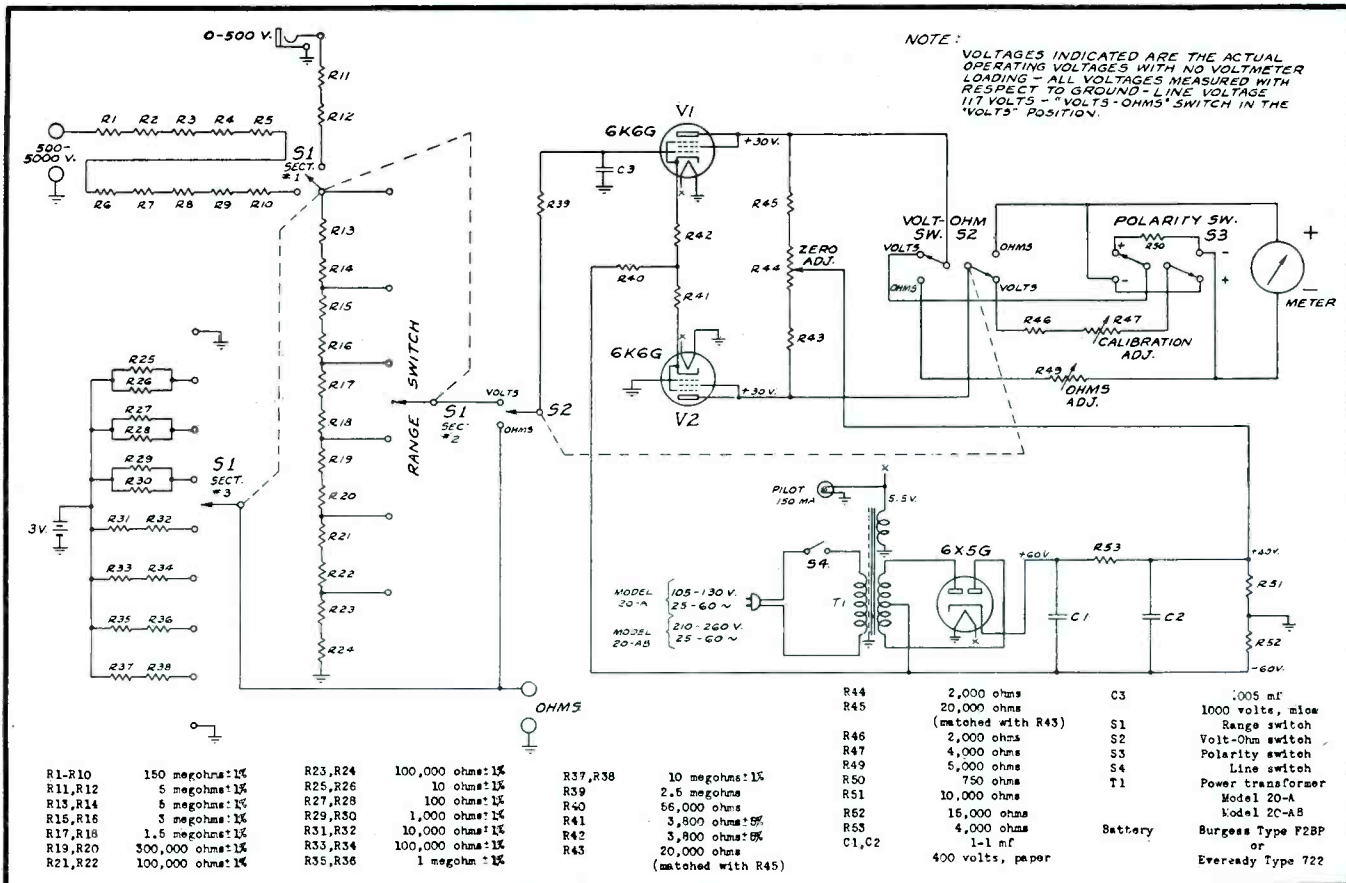 NOTE:
VOLTAGES INDICATED ARE THE ACTUAL
OPERATING VOLTAGES WITH NO VOLTMETER
LOADING - ALL VOLTAGES MEASURED WITH
RESPECT TO GROUND - LINE VOLTAGE
117 VOLTS - "VOLTS-OHMS" SWITCH IN THE
"VOLTS" POSITION.
0-500 V.
R11
R12
R1 R2 R3 R4 R5
500-
5000 V.
S1
SECT.
#1
R6 R7 R8 R9 R10
R13
R14
R15
R16
R17
R18
R19
R20
R21
R22
R23
R24
RANGE SWITCH
S1
SECT.
#2
VOLTS
OHMS
S2
R25
R26
R27
R28
R29
R30
S1
SECT.
#3
3V.
R31 R32
R33 R34
R35 R36
R37 R38
OHMS
V1
6K6G
+30V.
C3
X
R39
R42
R40
R41
X
6K6G
+30V.
V2
R45
ZERO
ADJ.
R44
R43
VOLT-OHM
SW. S2
VOLTS
OHMS
OHMS
VOLTS
POLARITY SW.
S3
R50
+ -
- +
+
-
METER
R46 R47
CALIBRATION
ADJ.
R49
OHMS
ADJ.
PILOT
150 MA
X
5.5V.
S4
T1
6X5G
X
+60V.
R53
+40V.
R51
C1
C2
R52
-60V.
MODEL
20-A
105-130 V.
25-60 ~
MODEL
20-AB
210-260 V.
25-60 ~
R1-R10 150 megohms±1%
R11,R12 5 megohms±1%
R13,R14 5 megohms±1%
R15,R16 3 megohms±1%
R17,R18 1.5 megohms±1%
R19,R20 300,000 ohms±1%
R21,R22 100,000 ohms±1%
R23,R24 100,000 ohms±1%
R25,R26 10 ohms±1%
R27,R28 100 ohms±1%
R29,R30 1,000 ohms±1%
R31,R32 10,000 ohms±1%
R33,R34 100,000 ohms±1%
R35,R36 1 megohm ±1%
R37,R38 10 megohms±1%
R39 2.5 megohms
R40 56,000 ohms
R41 3,800 ohms±5%
R42 3,800 ohms±5%
R43 20,000 ohms
(matched with R45)
R44 2,000 ohms
R45 20,000 ohms
(matched with R43)
R46 2,000 ohms
R47 4,000 ohms
R49 5,000 ohms
R50 750 ohms
R51 10,000 ohms
R52 15,000 ohms
R53 4,000 ohms
C1,C2 1-1 mf
400 volts, paper
C3 .005 mf
1000 volts, mica
S1 Range switch
S2 Volt-Ohm switch
S3 Polarity switch
S4 Line switch
T1 Power transformer
Model 20-A
Model 20-AB
Battery Burgess Type F2BP
or
Eveready Type 722